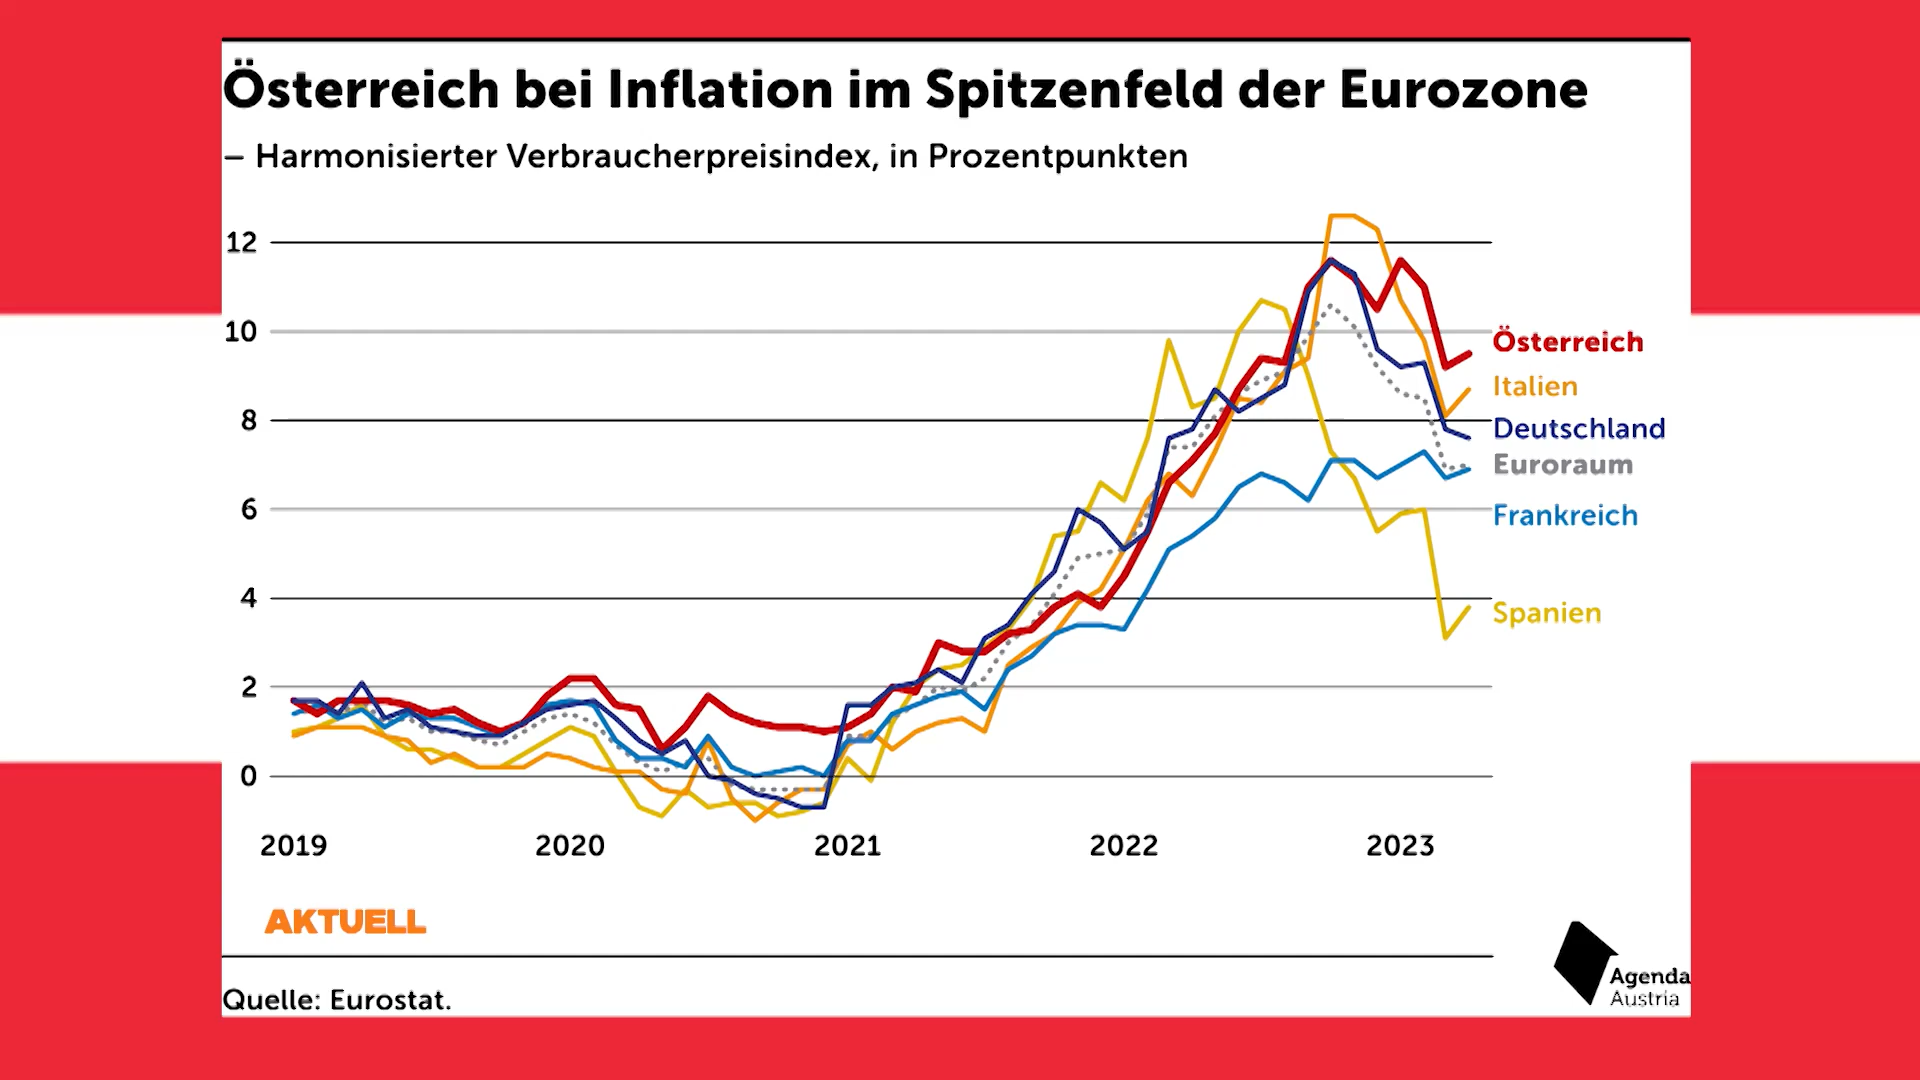 Österreich bei Inflation im Spitzenfeld der Eurozone
– Harmonisierter Verbraucherpreisindex, in Prozentpunkten
12
10
8
6
4
2
0
Österreich
Italien
Deutschland
Euroraum
Frankreich
Spanien
2019 2020 2021 2022 2023
AKTUELL
Quelle: Eurostat.
Agenda
Austria